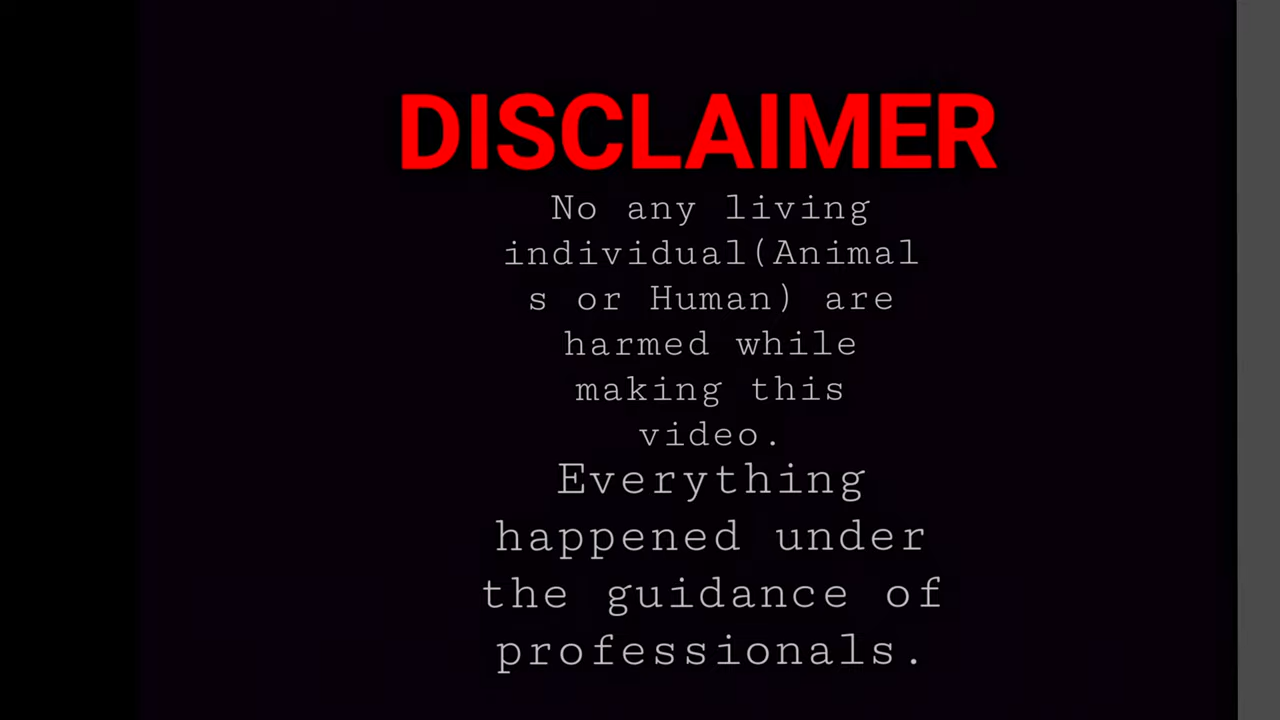 DISCLAIMER
No any living
individual(Animal
s or Human) are
harmed while
making this
video.
Everything
happened under
the guidance of
professionals.